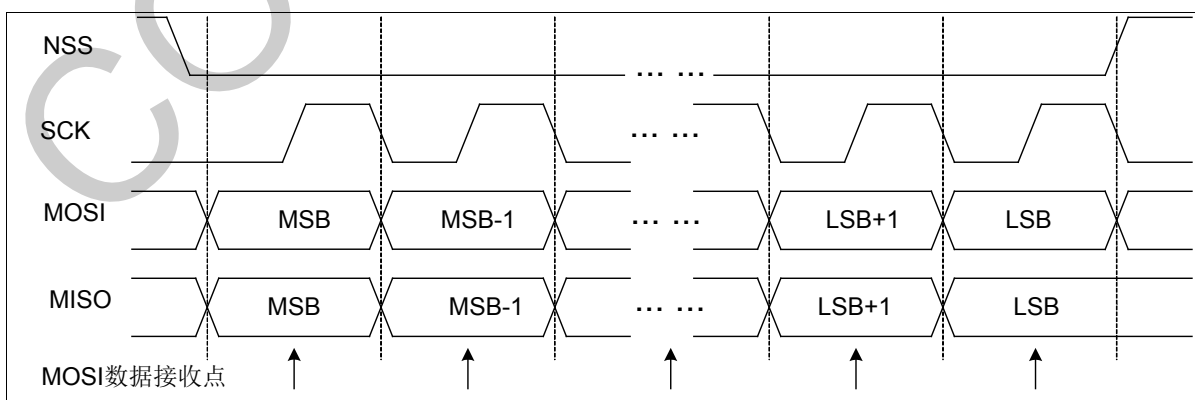 NSS
... ...
SCK
... ...
MOSI
MSB
MSB-1
... ...
LSB+1
LSB
MISO
MSB
MSB-1
... ...
LSB+1
LSB
MOSI数据接收点